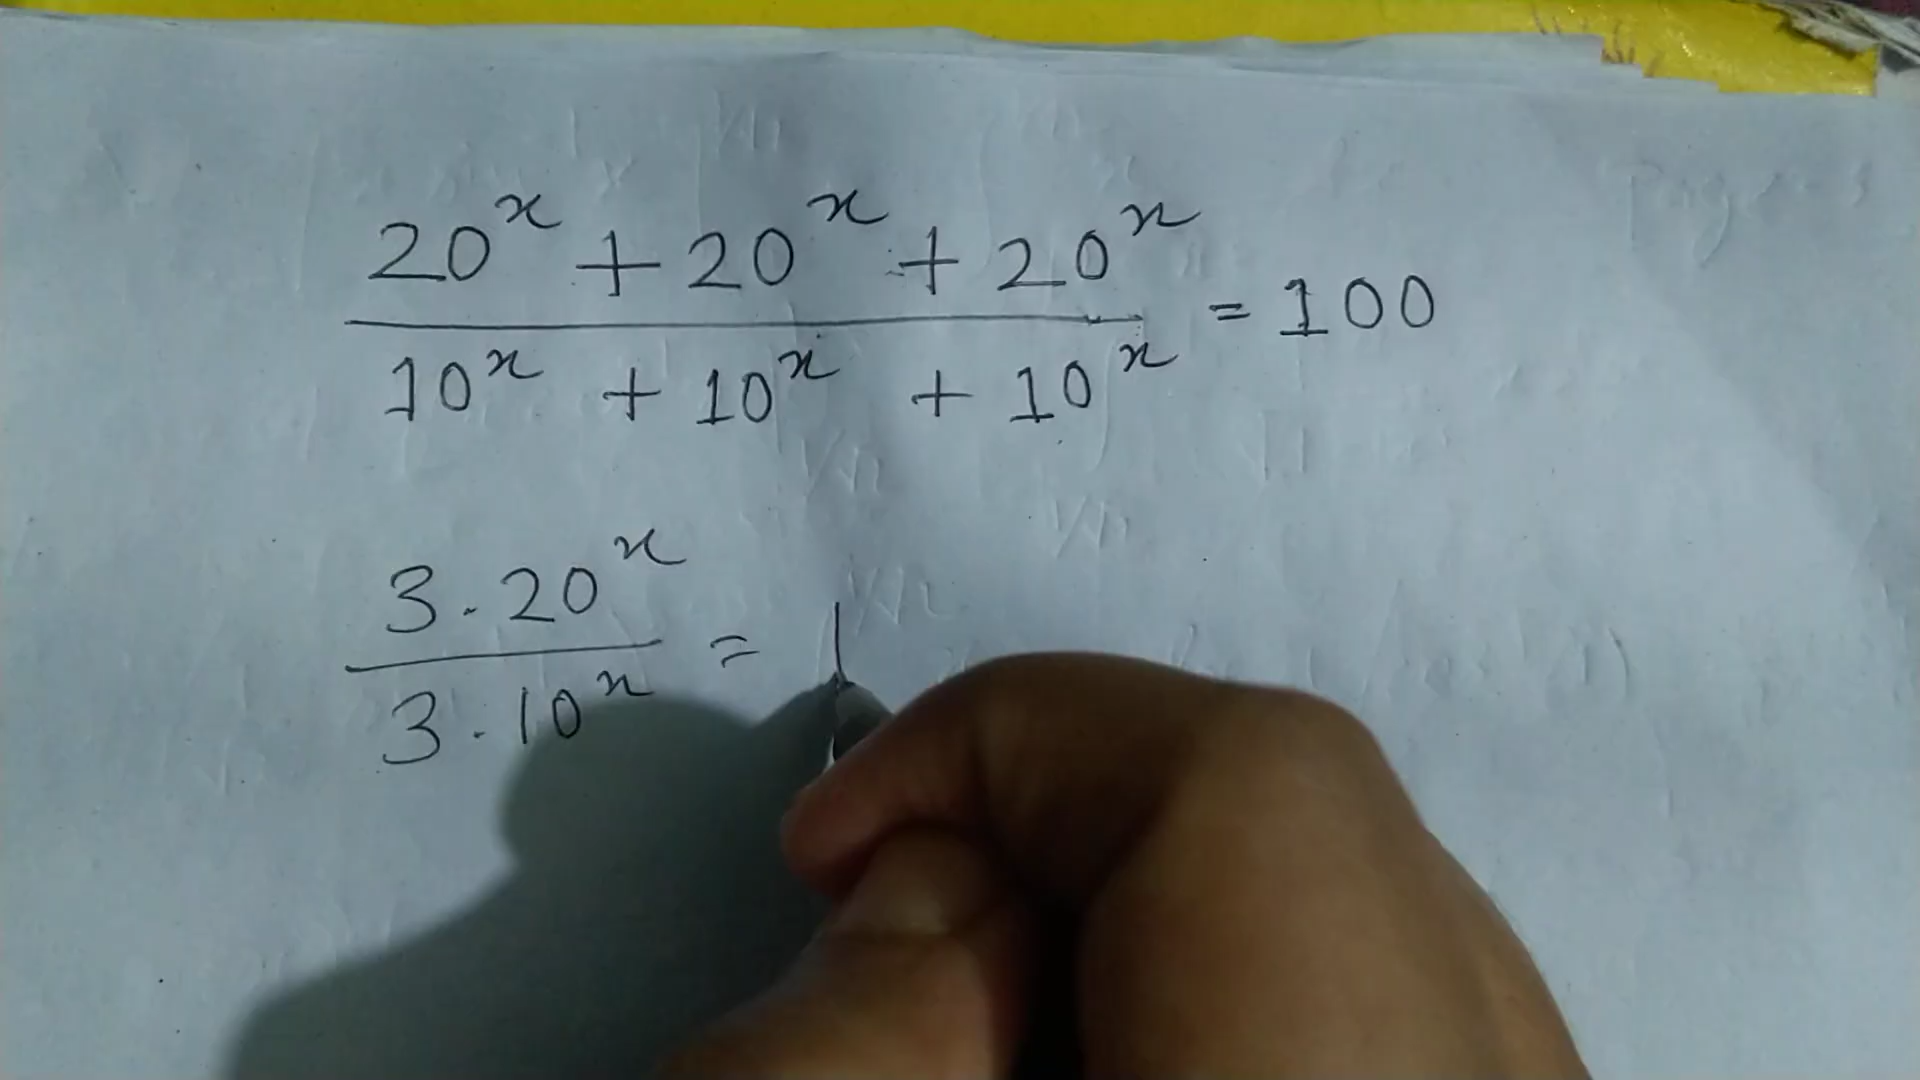 20^x + 20^x + 20^x
————————— = 100
10^x + 10^x + 10^x
3 . 20^x
———— = 1
3 . 10^x